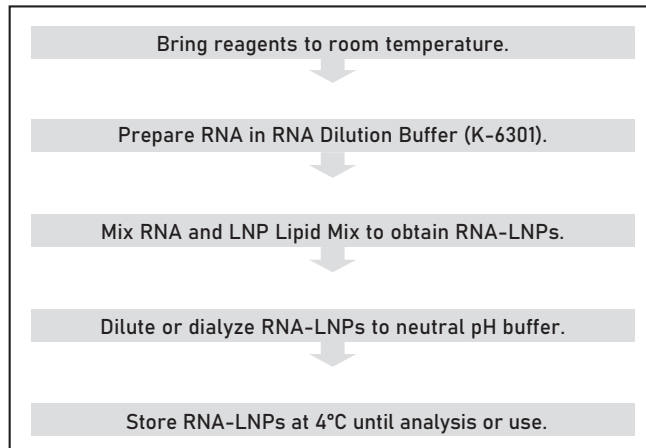 Bring reagents to room temperature.
Prepare RNA in RNA Dilution Buffer (K-6301).
Mix RNA and LNP Lipid Mix to obtain RNA-LNPs.
Dilute or dialyze RNA-LNPs to neutral pH buffer.
Store RNA-LNPs at 4°C until analysis or use.